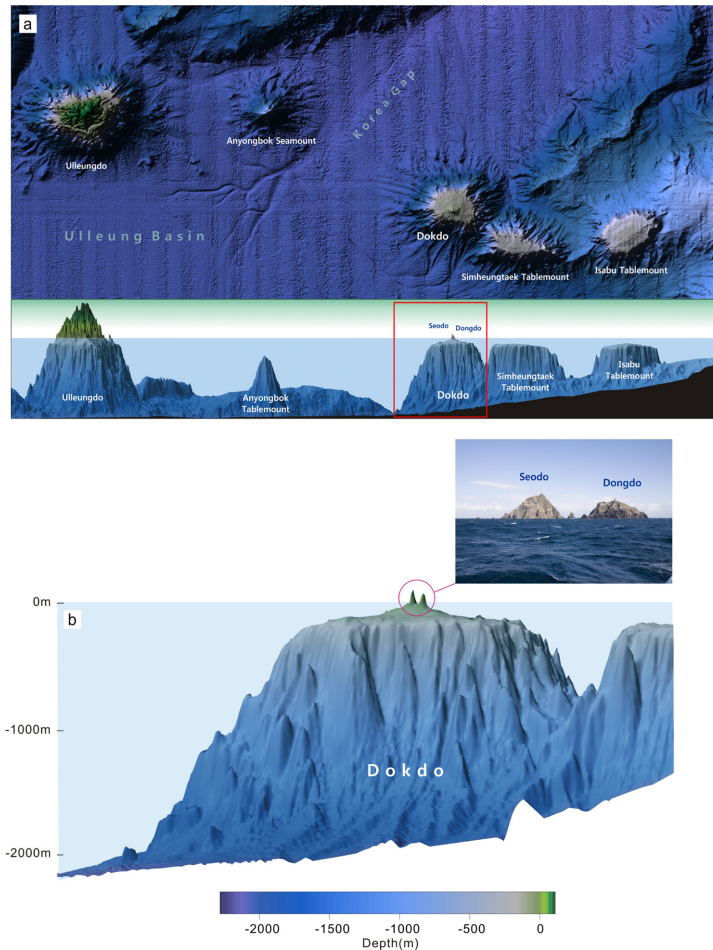 a
Korea Gap
Ulleungdo
Anyongbok Seamount
Ulleung Basin
Dokdo
Simheungtaek Tablemount
Isabu Tablemount
Seodo
Dongdo
Ulleungdo
Anyongbok
Tablemount
Dokdo
Simheungtaek
Tablemount
Isabu
Tablemount
Seodo
Dongdo
0m
b
-1000m
Dokdo
-2000m
-2000
-1500
-1000
-500
0
Depth(m)